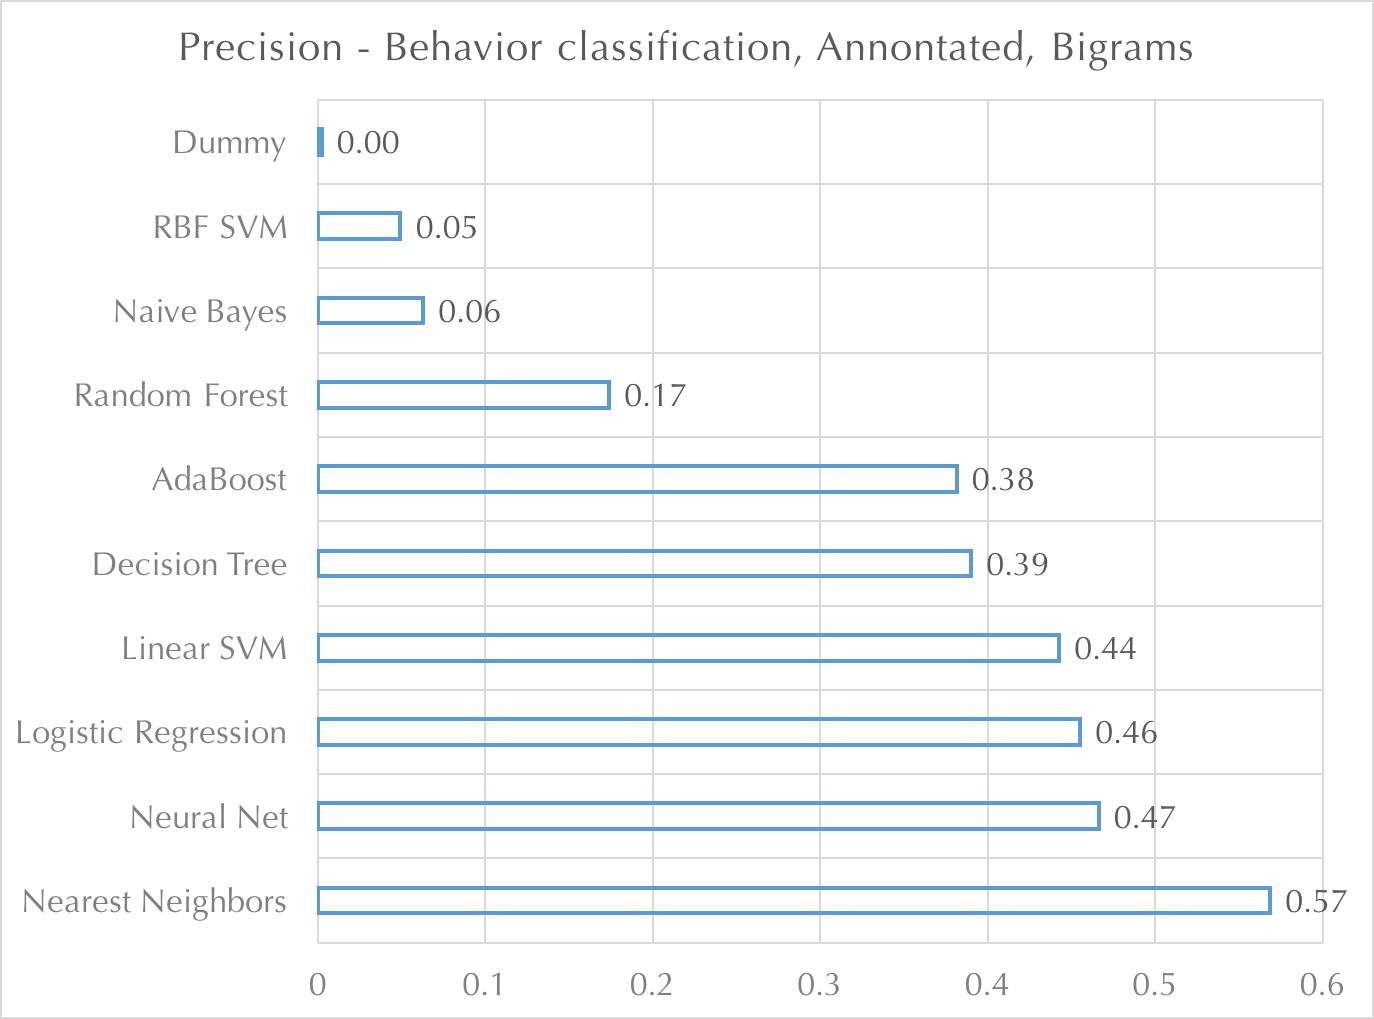 Precision - Behavior classification, Annontated, Bigrams
Dummy 0.00
RBF SVM 0.05
Naive Bayes 0.06
Random Forest 0.17
AdaBoost 0.38
Decision Tree 0.39
Linear SVM 0.44
Logistic Regression 0.46
Neural Net 0.47
Nearest Neighbors 0.57
0 0.1 0.2 0.3 0.4 0.5 0.6